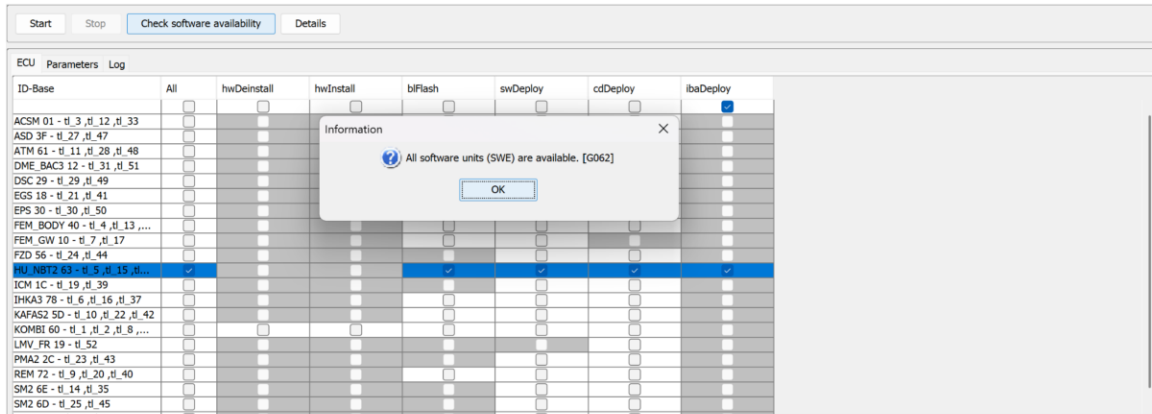 Start Stop Check software availability Details
ECU Parameters Log
ID-Base All hwDeinstall hwInstall blFlash swDeploy cdDeploy ibaDeploy
ACSM 01 - tl_3 ,tl_12 ,tl_33
ASD 3F - tl_27 ,tl_47
ATM 61 - tl_11 ,tl_28 ,tl_48
DME_BAC3 12 - tl_31 ,tl_51
DSC 29 - tl_29 ,tl_49
EGS 18 - tl_21 ,tl_41
EPS 30 - tl_30 ,tl_50
FEM_BODY 40 - tl_4 ,tl_13 ,...
FEM_GW 10 - tl_7 ,tl_17
FZD 56 - tl_24 ,tl_44
HU_NBT2 63 - tl_5 ,tl_15 ,tl...
ICM 1C - tl_19 ,tl_39
IHKA3 78 - tl_6 ,tl_16 ,tl_37
KAFAS2 5D - tl_10 ,tl_22 ,tl_42
KOMBI 60 - tl_1 ,tl_2 ,tl_8 ,...
LMV_FR 19 - tl_52
PMA2 2C - tl_23 ,tl_43
REM 72 - tl_9 ,tl_20 ,tl_40
SM2 6E - tl_14 ,tl_35
SM2 6D - tl_25 ,tl_45
Information
All software units (SWE) are available. [G062]
OK